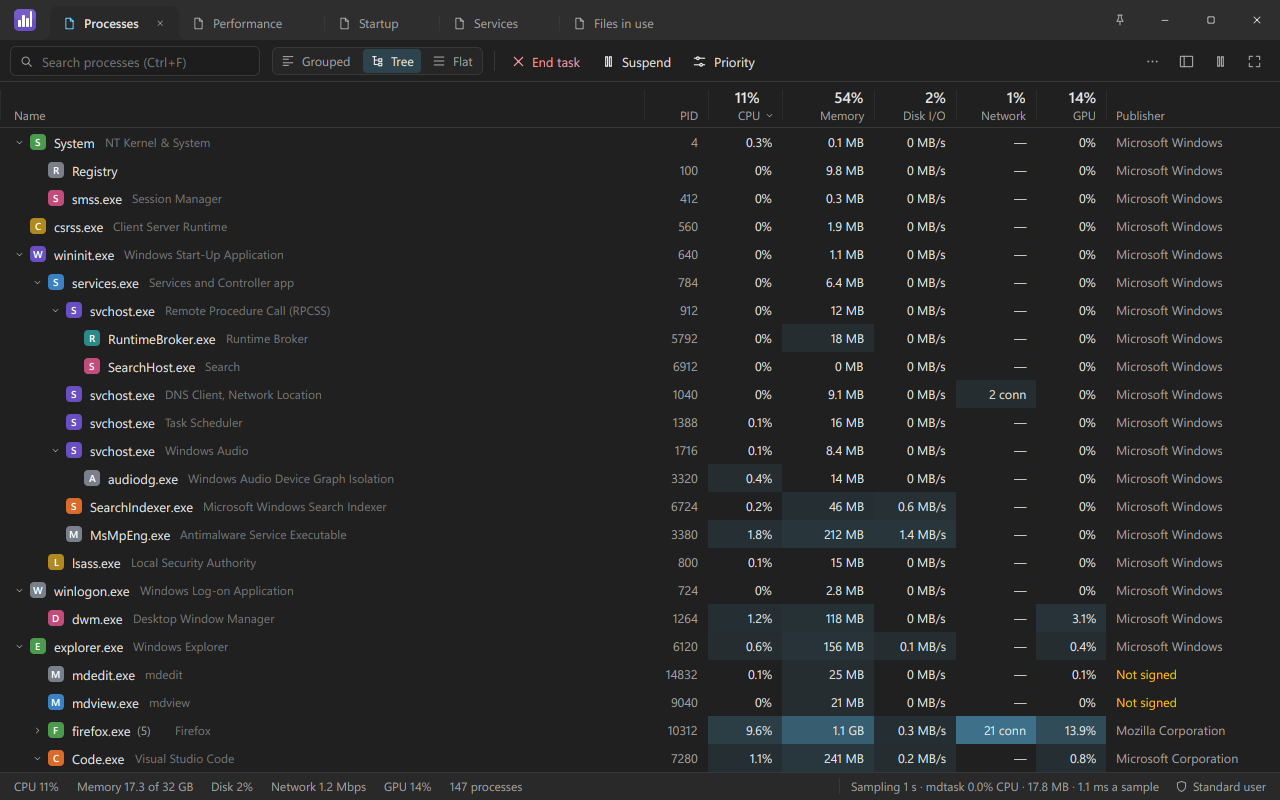 Processes × Performance Startup Services Files in use
Search processes (Ctrl+F) Grouped Tree Flat End task Suspend Priority ···
11% 54% 2% 1% 14%
Name PID CPU Memory Disk I/O Network GPU Publisher
S System NT Kernel & System 4 0.3% 0.1 MB 0 MB/s — 0% Microsoft Windows
R Registry 100 0% 9.8 MB 0 MB/s — 0% Microsoft Windows
S smss.exe Session Manager 412 0% 0.3 MB 0 MB/s — 0% Microsoft Windows
C csrss.exe Client Server Runtime 560 0% 1.9 MB 0 MB/s — 0% Microsoft Windows
W wininit.exe Windows Start-Up Application 640 0% 1.1 MB 0 MB/s — 0% Microsoft Windows
S services.exe Services and Controller app 784 0% 6.4 MB 0 MB/s — 0% Microsoft Windows
S svchost.exe Remote Procedure Call (RPCSS) 912 0% 12 MB 0 MB/s — 0% Microsoft Windows
R RuntimeBroker.exe Runtime Broker 5792 0% 18 MB 0 MB/s — 0% Microsoft Windows
S SearchHost.exe Search 6912 0% 0 MB 0 MB/s — 0% Microsoft Windows
S svchost.exe DNS Client, Network Location 1040 0% 9.1 MB 0 MB/s 2 conn 0% Microsoft Windows
S svchost.exe Task Scheduler 1388 0.1% 16 MB 0 MB/s — 0% Microsoft Windows
S svchost.exe Windows Audio 1716 0.1% 8.4 MB 0 MB/s — 0% Microsoft Windows
A audiodg.exe Windows Audio Device Graph Isolation 3320 0.4% 14 MB 0 MB/s — 0% Microsoft Windows
S SearchIndexer.exe Microsoft Windows Search Indexer 6724 0.2% 46 MB 0.6 MB/s — 0% Microsoft Windows
M MsMpEng.exe Antimalware Service Executable 3380 1.8% 212 MB 1.4 MB/s — 0% Microsoft Windows
L lsass.exe Local Security Authority 800 0.1% 15 MB 0 MB/s — 0% Microsoft Windows
W winlogon.exe Windows Log-on Application 724 0% 2.8 MB 0 MB/s — 0% Microsoft Windows
D dwm.exe Desktop Window Manager 1264 1.2% 118 MB 0 MB/s — 3.1% Microsoft Windows
E explorer.exe Windows Explorer 6120 0.6% 156 MB 0.1 MB/s — 0.4% Microsoft Windows
M mdedit.exe mdedit 14832 0.1% 25 MB 0 MB/s — 0.1% Not signed
M mdview.exe mdview 9040 0% 21 MB 0 MB/s — 0% Not signed
F firefox.exe (5) Firefox 10312 9.6% 1.1 GB 0.3 MB/s 21 conn 13.9% Mozilla Corporation
C Code.exe Visual Studio Code 7280 1.1% 241 MB 0.2 MB/s — 0.8% Microsoft Corporation
CPU 11% Memory 17.3 of 32 GB Disk 2% Network 1.2 Mbps GPU 14% 147 processes Sampling 1 s · mdtask 0.0% CPU · 17.8 MB · 1.1 ms a sample Standard user